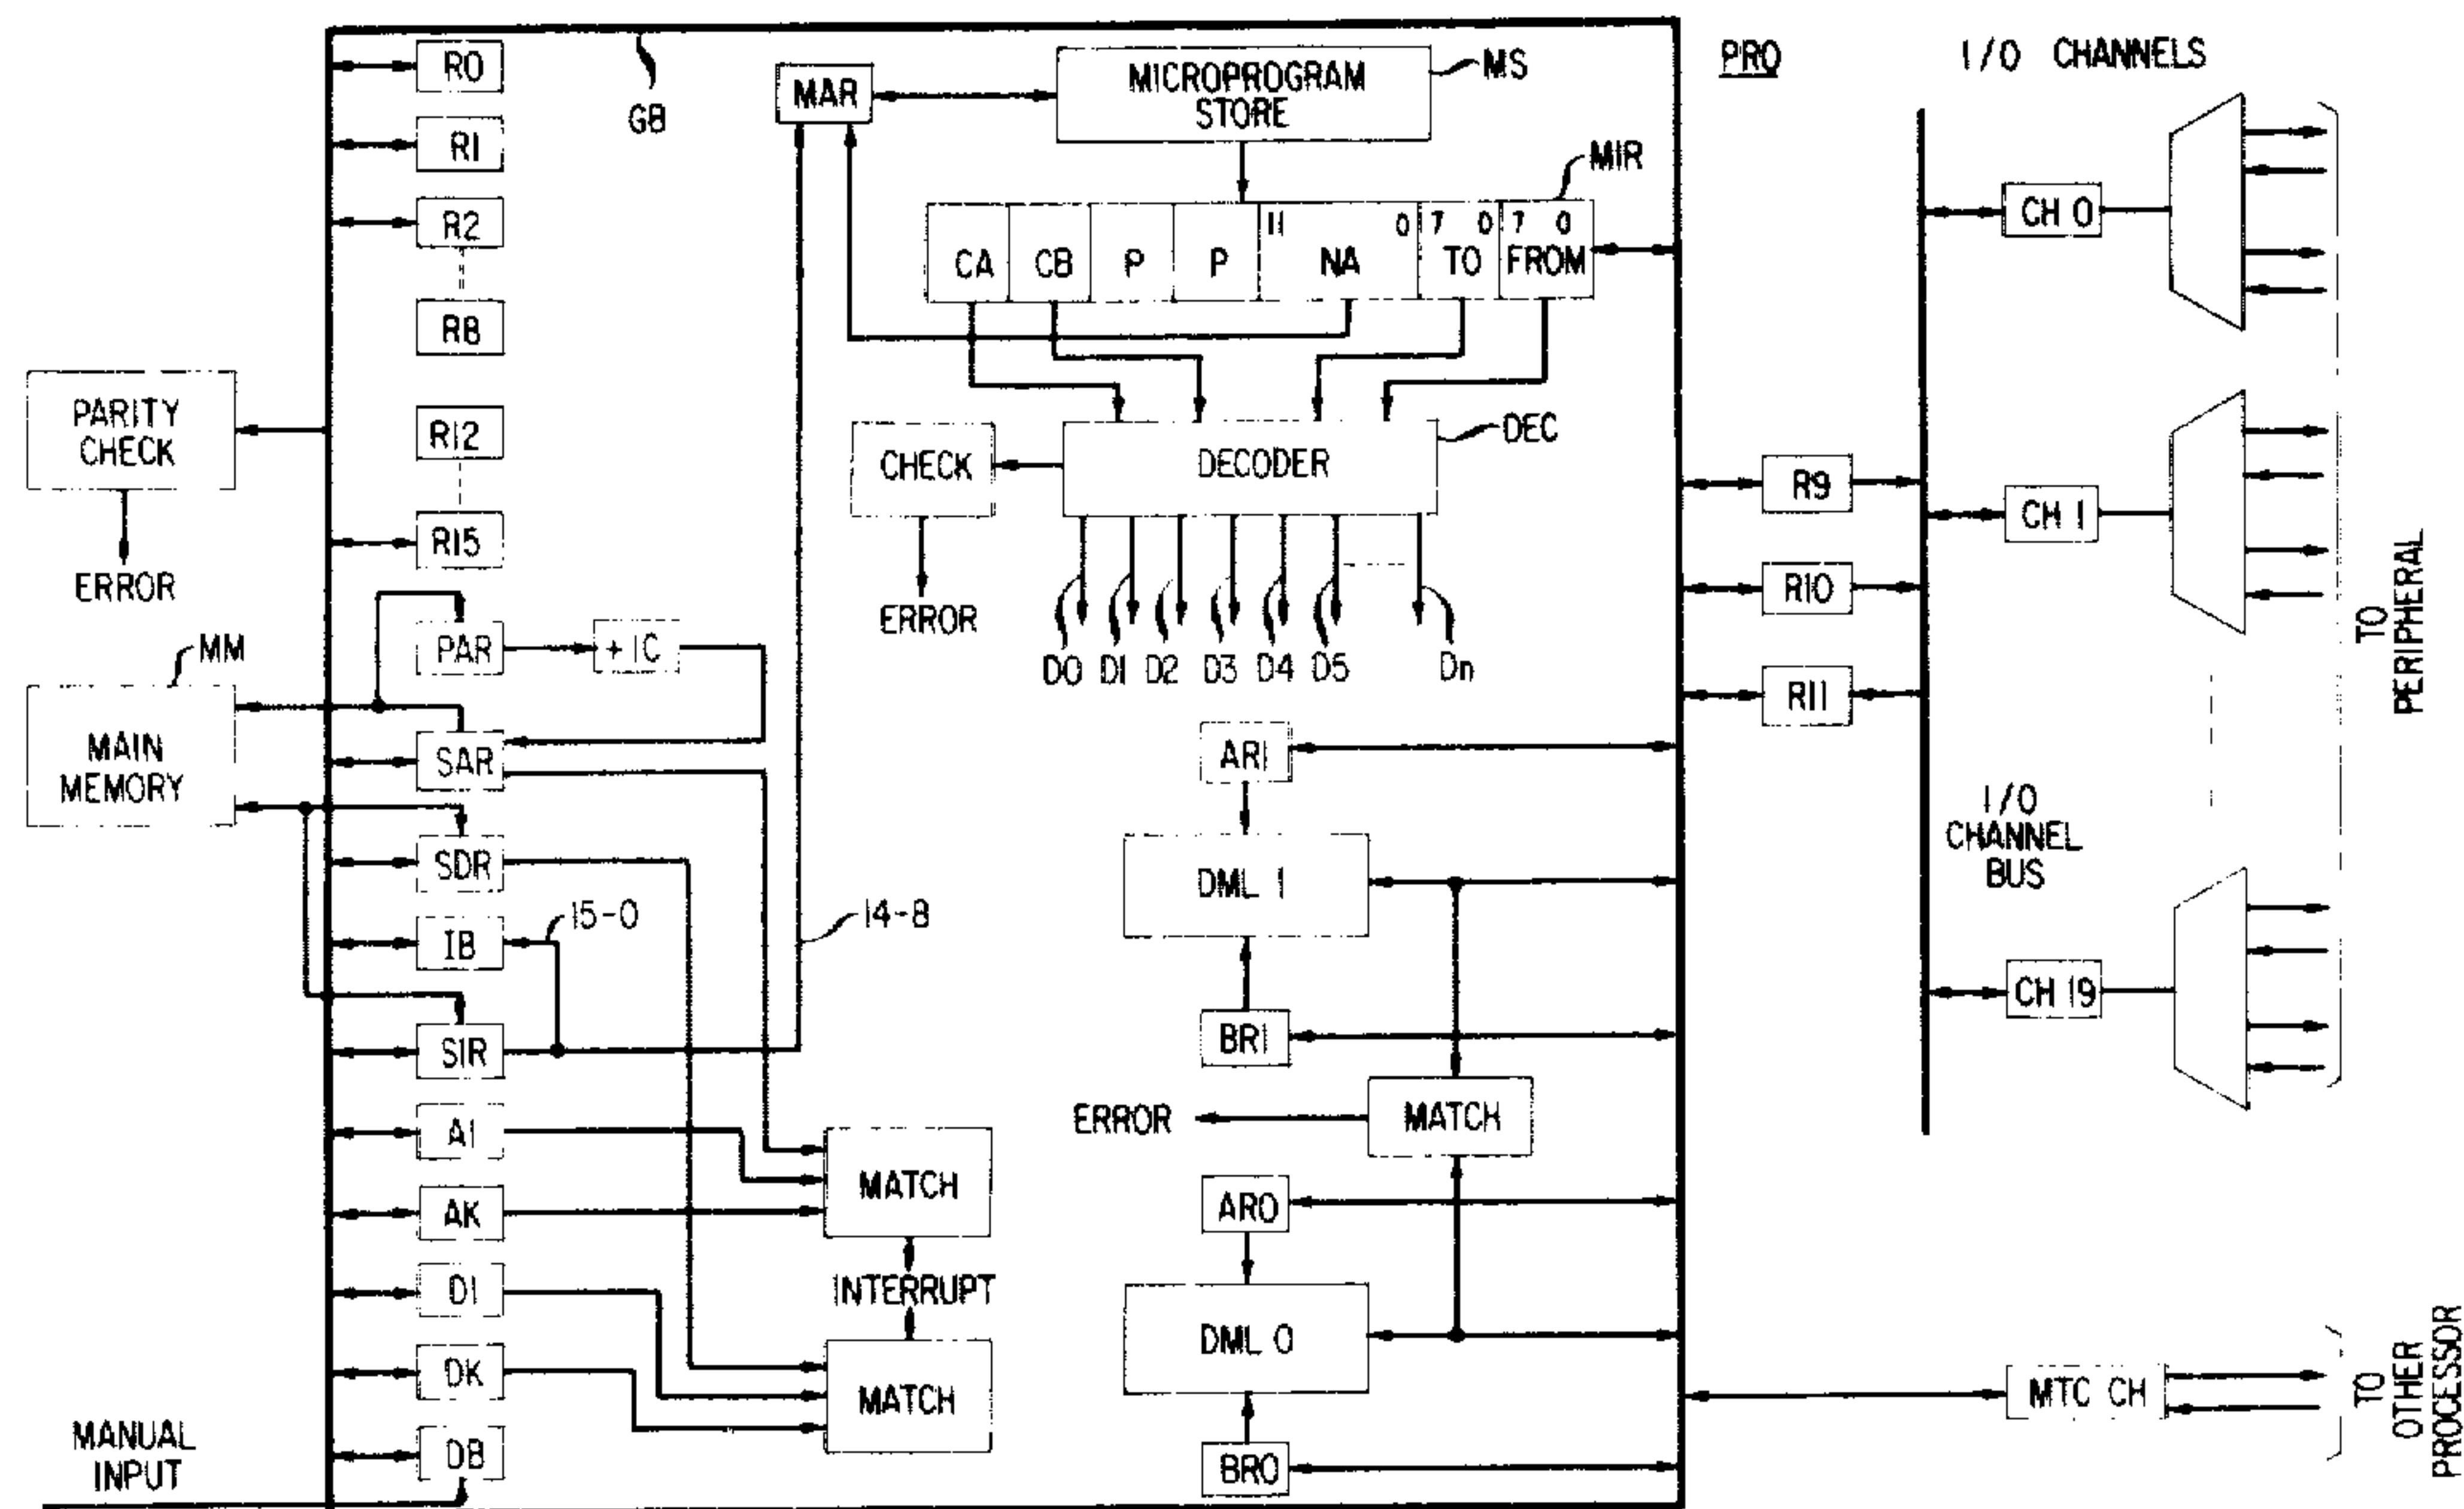 R0
R1
R2
R8
R12
R15
GB
MAR
MICROPROGRAM
STORE
MS
MIR
CA
CB
P
P
11
NA
0
7
0
TO
7
0
FROM
PARITY
CHECK
ERROR
CHECK
ERROR
DECODER
DEC
D0
D1
D2
D3
D4
D5
Dn
PAR
+1C
MM
MAIN
MEMORY
SAR
SDR
IB
15-0
SIR
14-8
A1
AK
D1
DK
DB
MANUAL
INPUT
MATCH
INTERRUPT
MATCH
AR1
DML 1
BR1
ERROR
MATCH
AR0
DML 0
BR0
PRO
I/O CHANNELS
R9
R10
R11
CH 0
CH 1
CH 19
I/O
CHANNEL
BUS
TO
PERIPHERAL
MTC CH
TO
OTHER
PROCESSOR